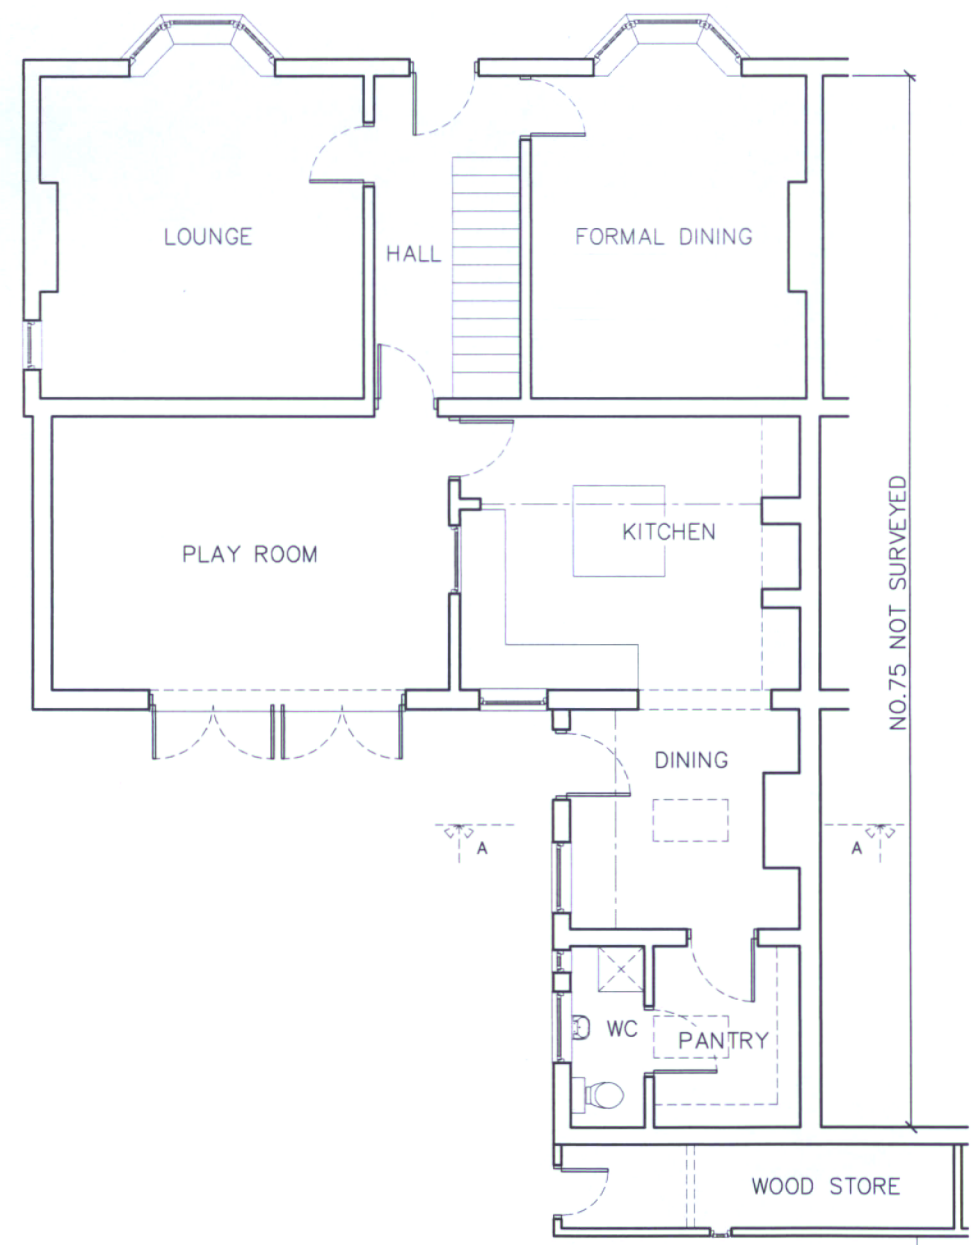 LOUNGE
HALL
FORMAL DINING
PLAY ROOM
KITCHEN
NO.75 NOT SURVEYED
DINING
A
A
WC
PANTRY
WOOD STORE